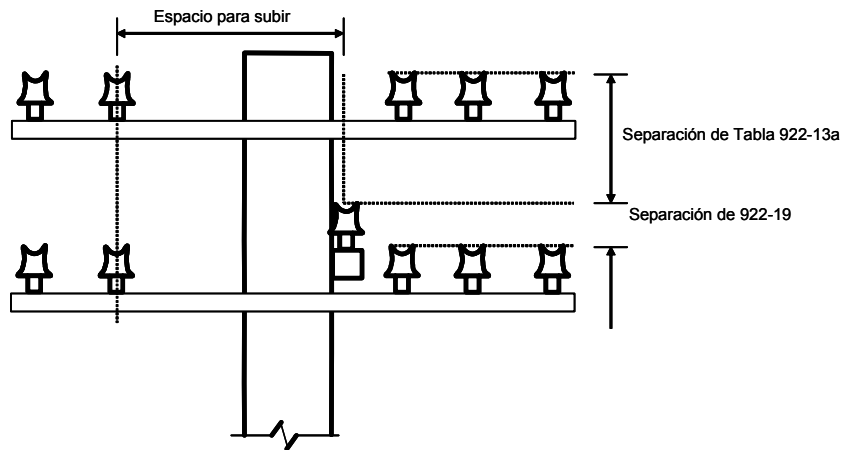 Espacio para subir
Separación de Tabla 922-13a
Separación de 922-19